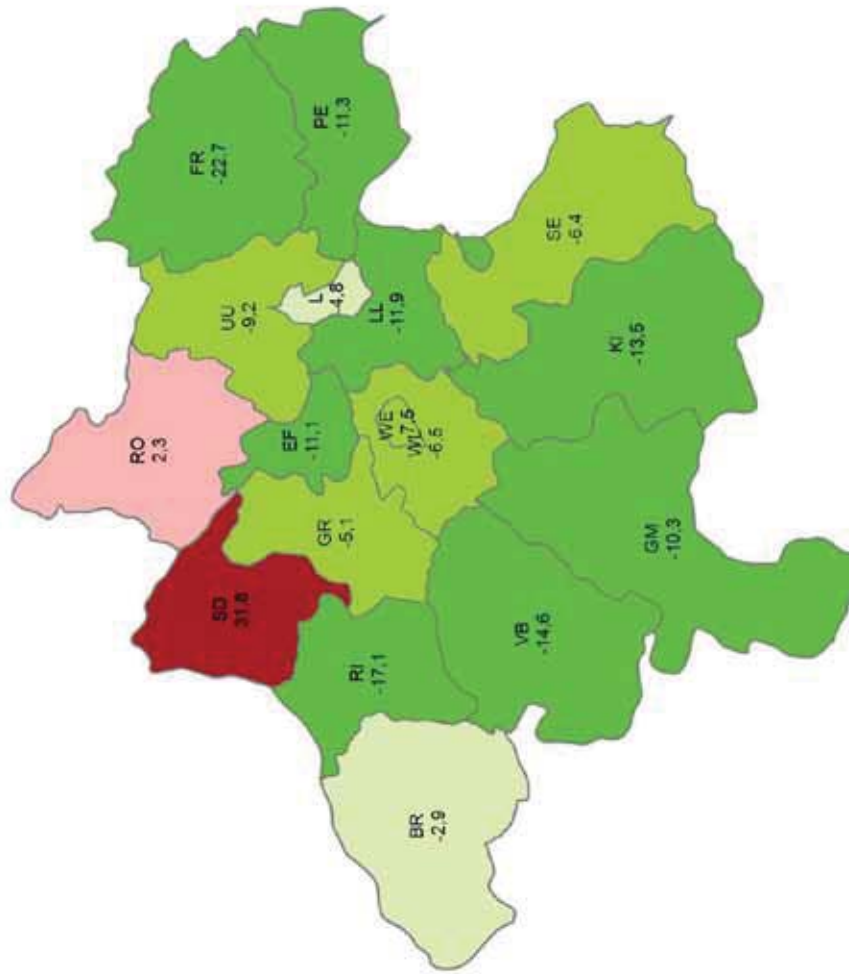 RO
2,3
FR
-22,7
SD
31,8
UU
-9,2
EF
-11,1
L
-4,8
PE
-11,3
GR
-5,1
RI
-17,1
LL
-11,9
WE
-7,5
WL
-6,5
BR
-2,9
VB
-14,6
SE
-6,4
KI
-13,5
GM
-10,3